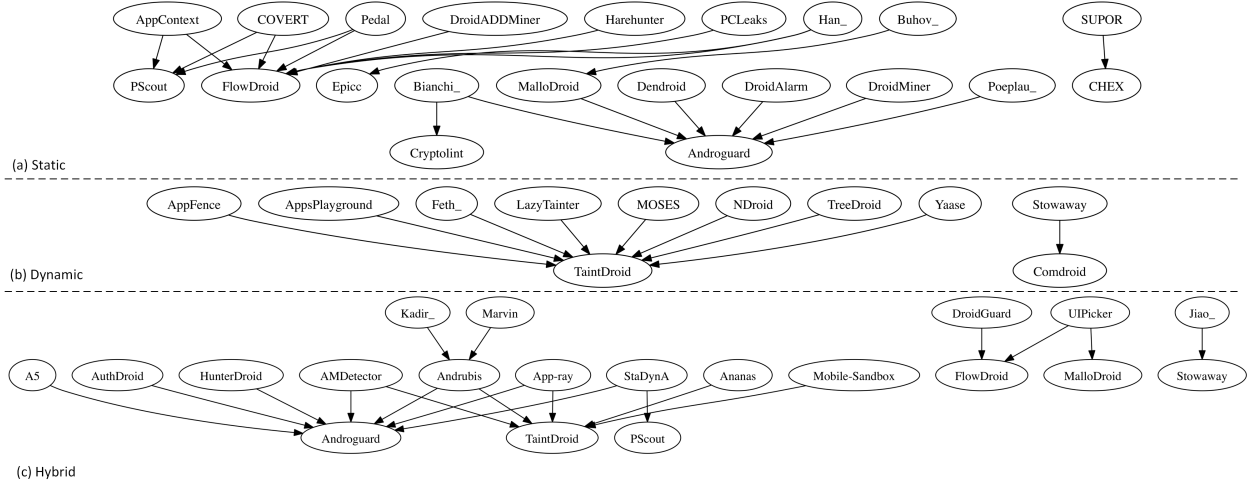 AppContext COVERT Pedal DroidADDMiner Harehunter PCLeaks Han_ Buhov_ SUPOR
PScout FlowDroid Epicc Bianchi_ MalloDroid Dendroid DroidAlarm DroidMiner Poeplau_ CHEX
Cryptolint Androguard
(a) Static
AppFence AppsPlayground Feth_ LazyTainter MOSES NDroid TreeDroid Yaase Stowaway
TaintDroid Comdroid
(b) Dynamic
Kadir_ Marvin DroidGuard UIPicker Jiao_
A5 AuthDroid HunterDroid AMDetector Andrubis App-ray StaDynA Ananas Mobile-Sandbox FlowDroid MalloDroid Stowaway
Androguard TaintDroid PScout
(c) Hybrid